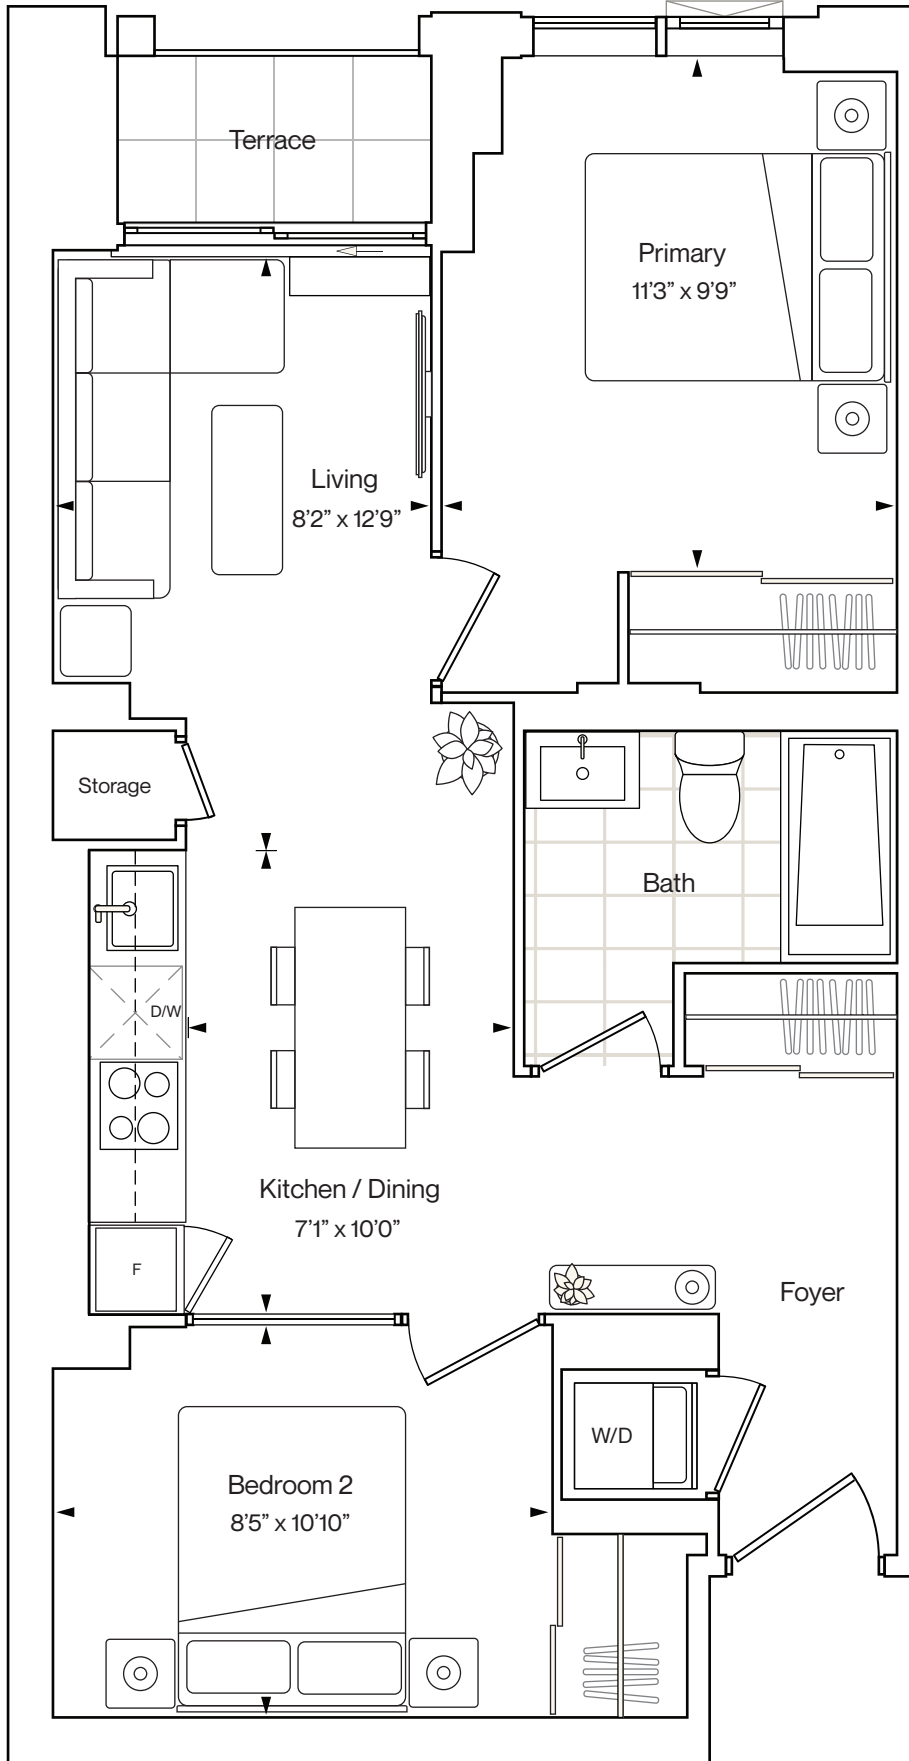 Terrace
Primary
11’3” x 9’9”
Living
8’2” x 12’9”
Storage
Bath
D/W
Kitchen / Dining
7’1” x 10’0”
F
Foyer
W/D
Bedroom 2
8’5” x 10’10”